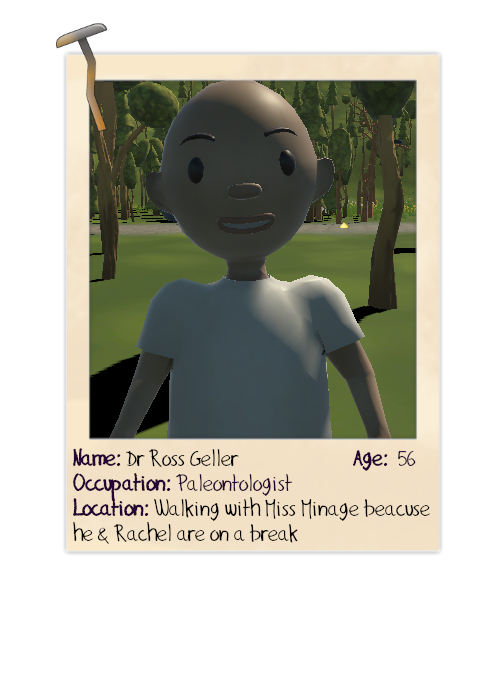 Name: Dr Ross Geller Age: 56
Occupation: Paleontologist
Location: Walking with Miss Minage beacuse
he & Rachel are on a break